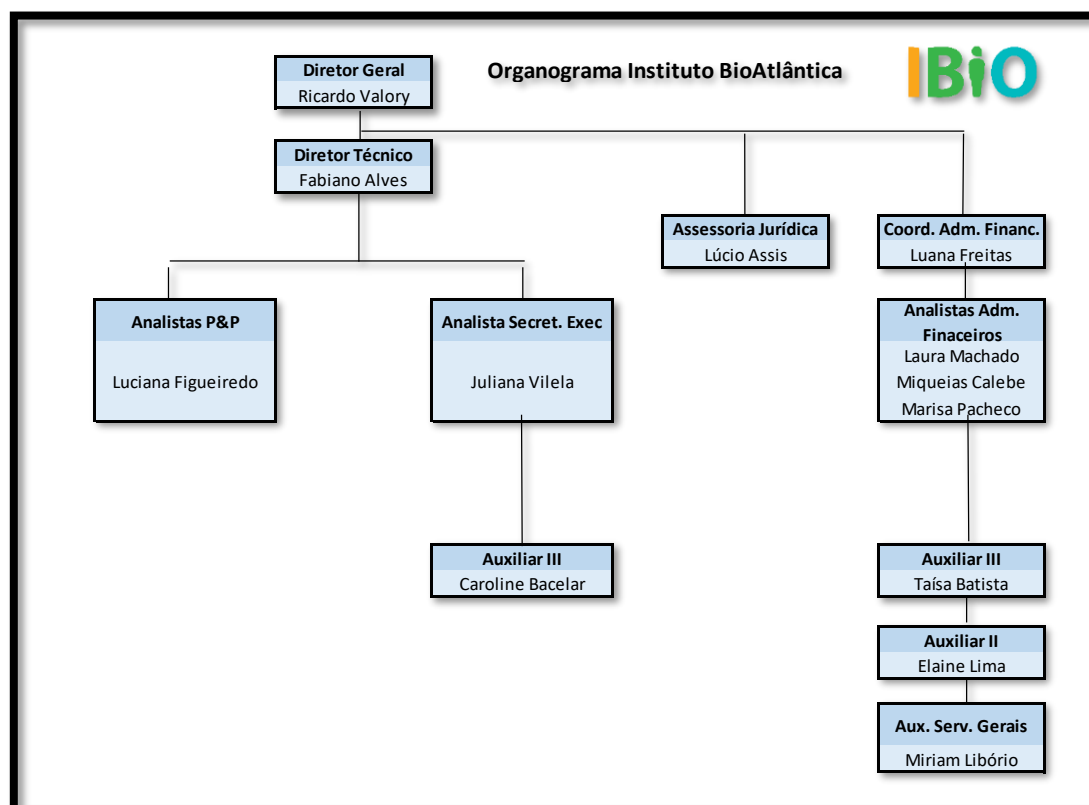 Organograma Instituto BioAtlântica
IBiO
Diretor Geral
Ricardo Valory
Diretor Técnico
Fabiano Alves
Assessoria Jurídica
Lúcio Assis
Coord. Adm. Financ.
Luana Freitas
Analistas P&P
Luciana Figueiredo
Analista Secret. Exec
Juliana Vilela
Analistas Adm.
Finaceiros
Laura Machado
Miqueias Calebe
Marisa Pacheco
Auxiliar III
Caroline Bacelar
Auxiliar III
Taísa Batista
Auxiliar II
Elaine Lima
Aux. Serv. Gerais
Miriam Libório